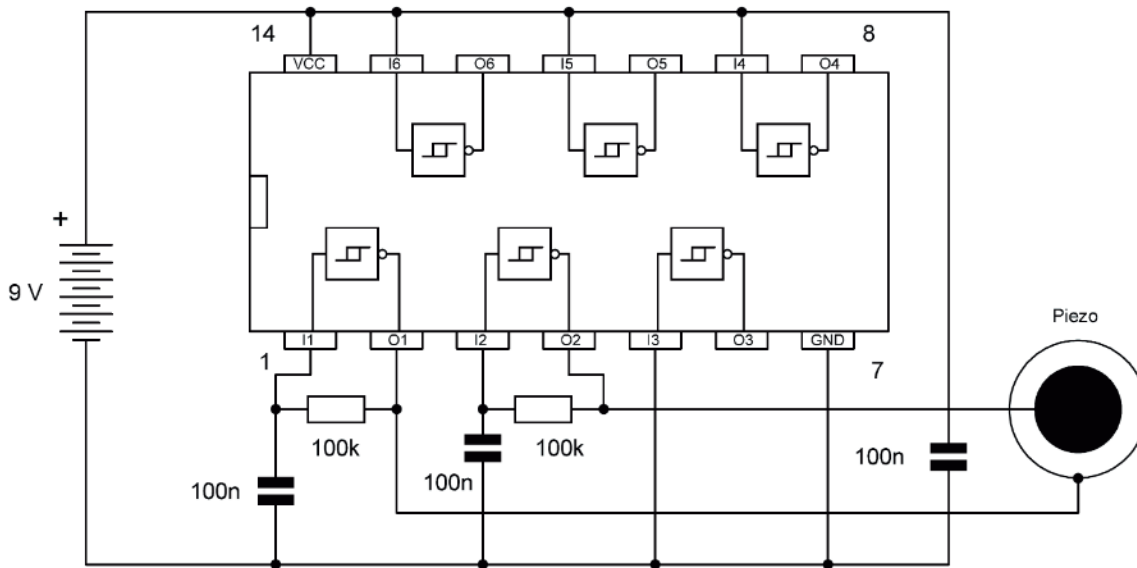 14
8
VCC
I6
O6
I5
O5
I4
O4
+
9 V
I1
O1
I2
O2
I3
O3
GND
1
7
Piezo
100k
100k
100n
100n
100n